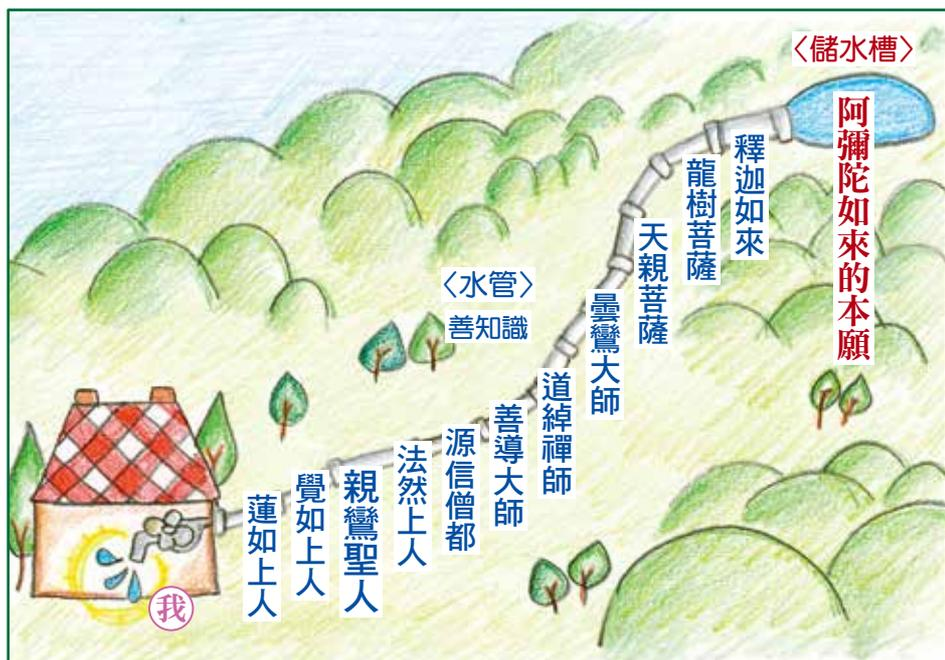 〈儲水槽〉
阿彌陀如來的本願
釋迦如來
龍樹菩薩
天親菩薩
曇鸞大師
道綽禪師
善導大師
源信僧都
法然上人
親鸞聖人
覺如上人
蓮如上人
〈水管〉
善知識
我